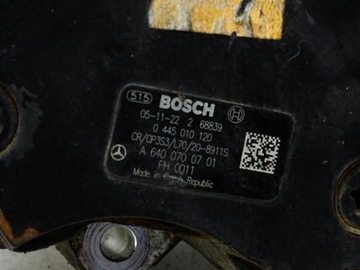 515 BOSCH
05-11-22 2 68839
0 445 010 120
CR/CP3S3/L70/20-8911S
A 640 070 07 01
PH 0011
Made in Czech Republic